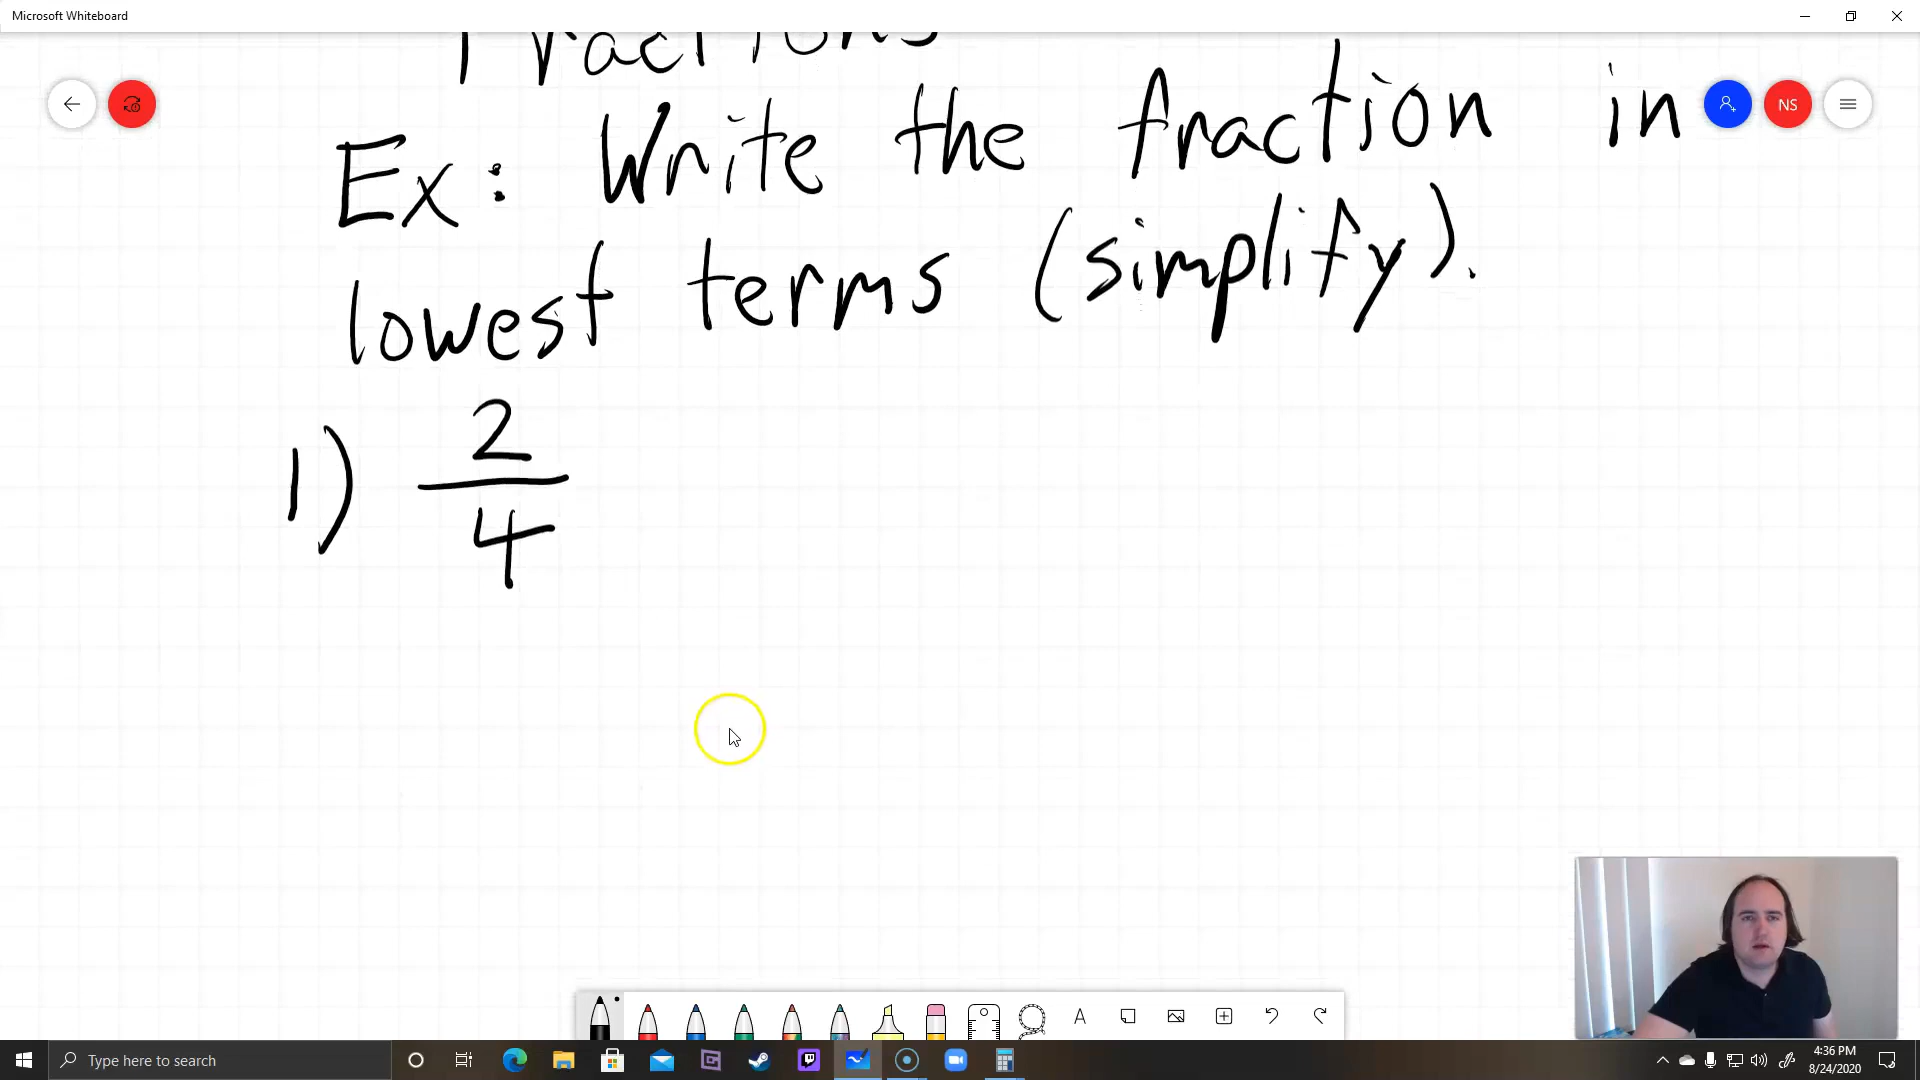 Microsoft Whiteboard
Fractions
NS
Ex: Write the fraction in
lowest terms (simplify).
1) 2
4
A
Type here to search
4:36 PM
8/24/2020